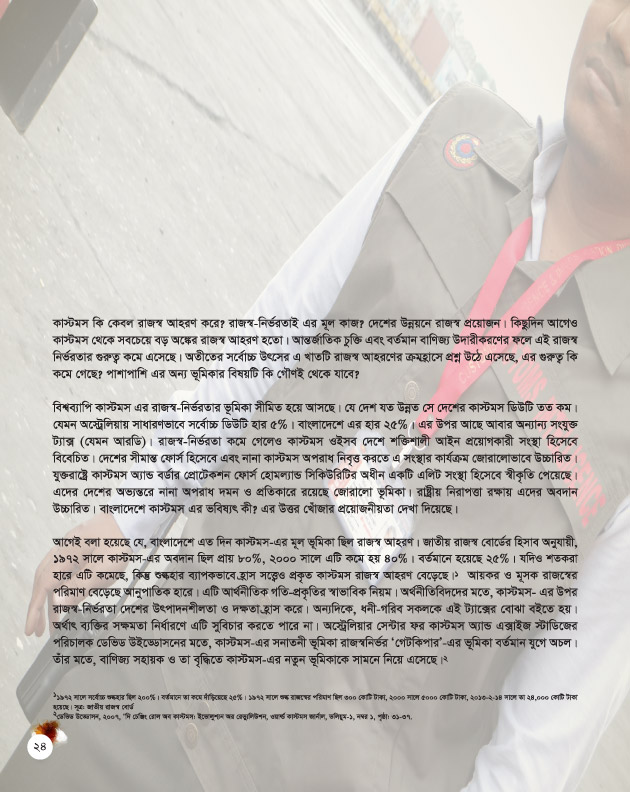 কাস্টমস কি কেবল রাজস্ব আহরণ করে? রাজস্ব-নির্ভরতাই এর মূল কাজ? দেশের উন্নয়নে রাজস্ব প্রয়োজন। কিছুদিন আগেও
কাস্টমস থেকে সবচেয়ে বড় অঙ্কের রাজস্ব আহরণ হতো। আন্তর্জাতিক চুক্তি এবং বর্তমান বাণিজ্য উদারীকরণের ফলে এই রাজস্ব
নির্ভরতার গুরুত্ব কমে এসেছে। অতীতের সর্বোচ্চ উৎসের এ খাতটি রাজস্ব আহরণের ক্রমহ্রাসে প্রশ্ন উঠে এসেছে, এর গুরুত্ব কি
কমে গেছে? পাশাপাশি এর অন্য ভূমিকার বিষয়টি কি গৌণই থেকে যাবে?
বিশ্বব্যাপি কাস্টমস এর রাজস্ব-নির্ভরতার ভূমিকা সীমিত হয়ে আসছে। যে দেশ যত উন্নত সে দেশের কাস্টমস ডিউটি তত কম।
যেমন অস্ট্রেলিয়ায় সাধারণভাবে সর্বোচ্চ ডিউটি হার ৫%। বাংলাদেশে এর হার ২৫%। এর উপর আছে আবার অন্যান্য সংযুক্ত
ট্যাক্স (যেমন আরডি)। রাজস্ব-নির্ভরতা কমে গেলেও কাস্টমস ওইসব দেশে শক্তিশালী আইন প্রয়োগকারী সংস্থা হিসেবে
বিবেচিত। দেশের সীমান্ত ফোর্স হিসেবে এবং নানা কাস্টমস অপরাধ নিবৃত্ত করতে এ সংস্থার কার্যক্রম জোরালোভাবে উচ্চারিত।
যুক্তরাষ্ট্রে কাস্টমস অ্যান্ড বর্ডার প্রোটেকশন ফোর্স হোমল্যান্ড সিকিউরিটির অধীন একটি এলিট সংস্থা হিসেবে স্বীকৃতি পেয়েছে।
এদের দেশের অভ্যন্তরে নানা অপরাধ দমন ও প্রতিকারে রয়েছে জোরালো ভূমিকা। রাষ্ট্রীয় নিরাপত্তা রক্ষায় এদের অবদান
উচ্চারিত। বাংলাদেশে কাস্টমস এর ভবিষ্যৎ কী? এর উত্তর খোঁজার প্রয়োজনীয়তা দেখা দিয়েছে।
আগেই বলা হয়েছে যে, বাংলাদেশে এত দিন কাস্টমস-এর মূল ভূমিকা ছিল রাজস্ব আহরণ। জাতীয় রাজস্ব বোর্ডের হিসাব অনুযায়ী,
১৯৭২ সালে কাস্টমস-এর অবদান ছিল প্রায় ৮০%, ২০০০ সালে এটি কমে হয় ৪০%। বর্তমানে হয়েছে ২৫%। যদিও শতকরা
হারে এটি কমেছে, কিন্তু শুল্কহার ব্যাপকভাবে হ্রাস সত্ত্বেও প্রকৃত কাস্টমস রাজস্ব আহরণ বেড়েছে।১ আয়কর ও মূসক রাজস্বের
পরিমাণ বেড়েছে আনুপাতিক হারে। এটি আর্থনীতিক গতি-প্রকৃতির স্বাভাবিক নিয়ম। অর্থনীতিবিদদের মতে, কাস্টমস- এর উপর
রাজস্ব-নির্ভরতা দেশের উৎপাদনশীলতা ও দক্ষতা হ্রাস করে। অন্যদিকে, ধনী-গরিব সকলকে এই ট্যাক্সের বোঝা বইতে হয়।
অর্থাৎ ব্যক্তির সক্ষমতা নির্ধারণে এটি সুবিচার করতে পারে না। অস্ট্রেলিয়ার সেন্টার ফর কাস্টমস অ্যান্ড এক্সাইজ স্টাডিজের
পরিচালক ডেভিড উইড্ডোসনের মতে, কাস্টমস-এর সনাতনী ভূমিকা রাজস্বনির্ভর 'গেটকিপার'-এর ভূমিকা বর্তমান যুগে অচল।
তাঁর মতে, বাণিজ্য সহায়ক ও তা বৃদ্ধিতে কাস্টমস-এর নতুন ভূমিকাকে সামনে নিয়ে এসেছে।২
১১৯৭২ সালে সর্বোচ্চ শুল্কহার ছিল ২০০%। বর্তমানে তা কমে দাঁড়িয়েছে ২৫%। ১৯৭২ সালে শুল্ক রাজস্বের পরিমাণ ছিল ৩০০ কোটি টাকা, ২০০০ সালে ৫০০০ কোটি টাকা, ২০১৩-২-১৪ সালে তা ২৪,০০০ কোটি টাকা
হয়েছে। সূত্র: জাতীয় রাজস্ব বোর্ড
২ডেভিড উড্ডোসন, ২০০৭, 'দি চেঞ্জিং রোল অব কাস্টমস: ইভোলুশান অর রেভ্যুলিউশন, ওয়ার্ল্ড কাস্টমস জার্নাল, ভলিয়ুম-১, নম্বর ১, পৃষ্ঠা: ৩১-৩৭.
২৪